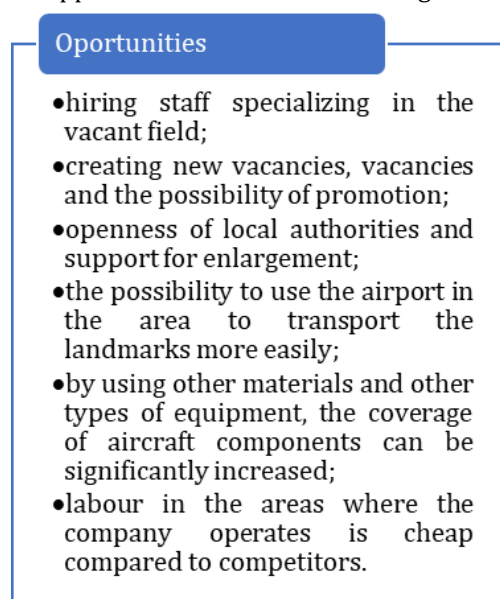 Oportunities
•hiring staff specializing in the
vacant field;
•creating new vacancies, vacancies
and the possibility of promotion;
•openness of local authorities and
support for enlargement;
•the possibility to use the airport in
the area to transport the
landmarks more easily;
•by using other materials and other
types of equipment, the coverage
of aircraft components can be
significantly increased;
•labour in the areas where the
company operates is cheap
compared to competitors.